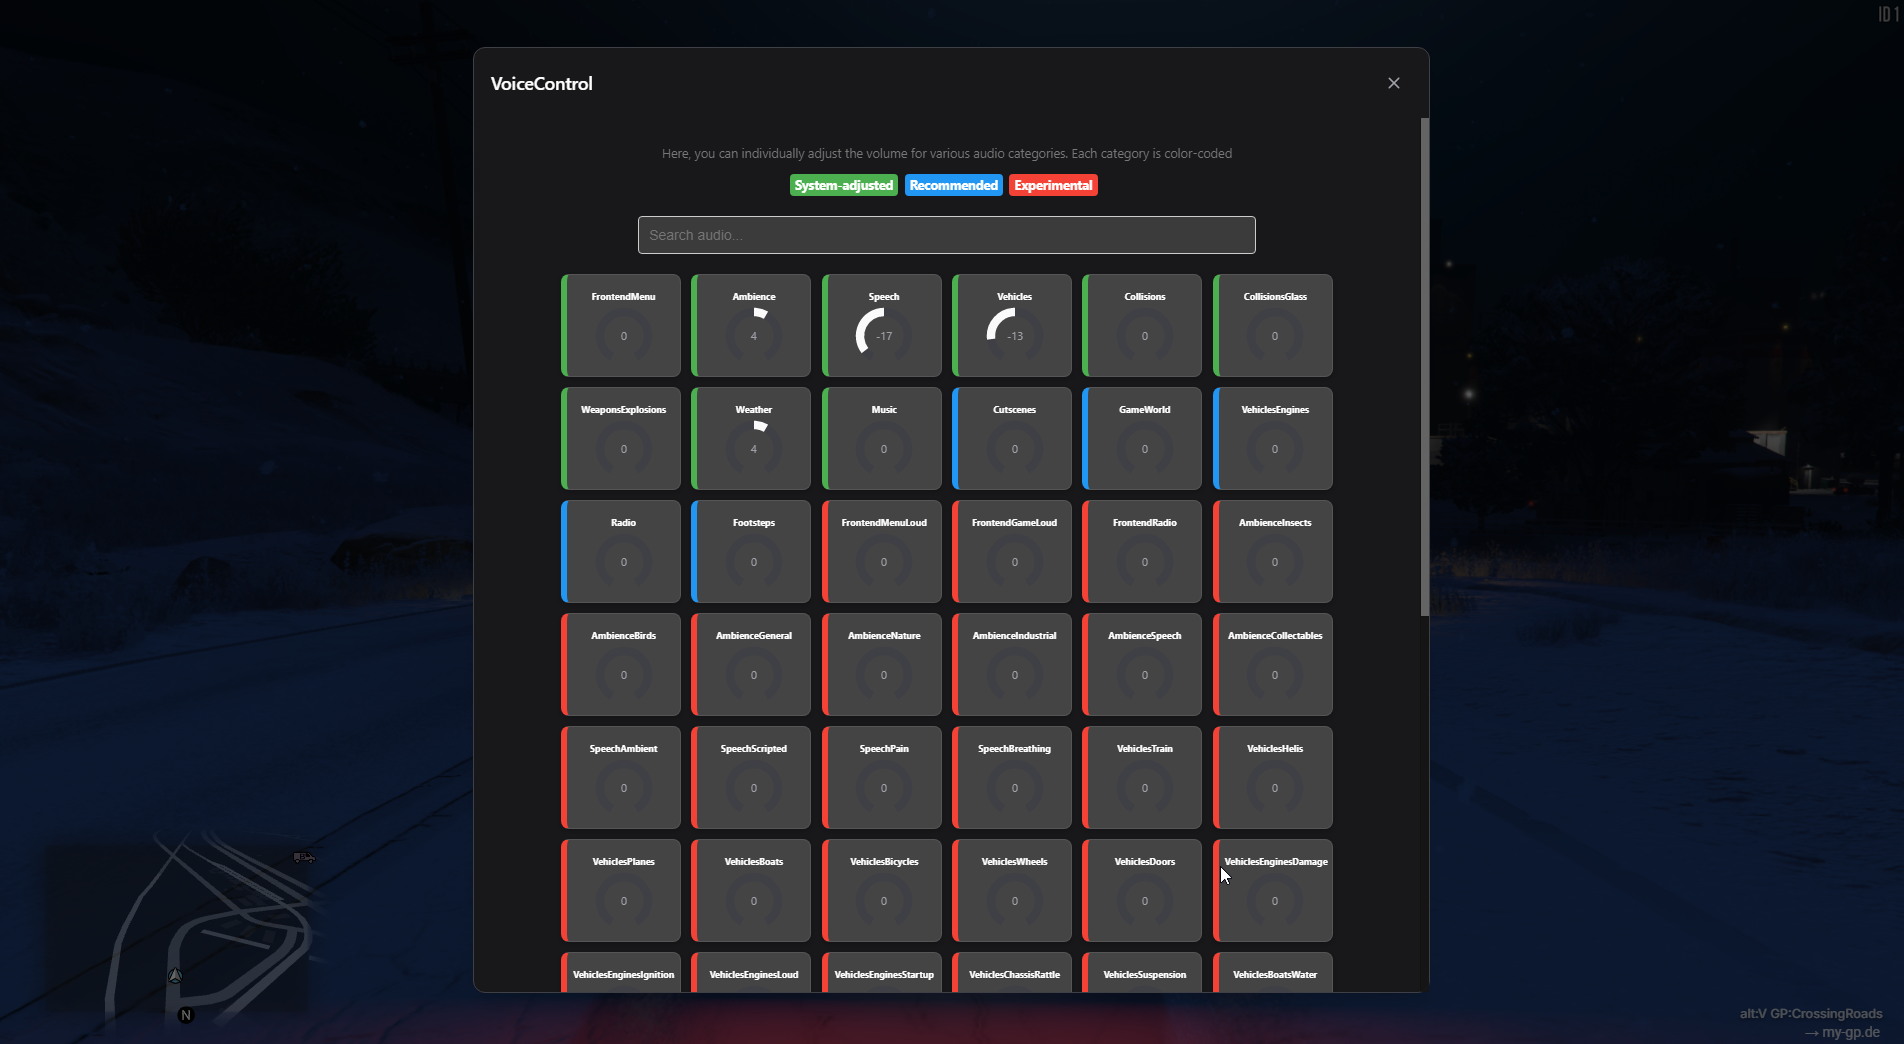 ID 1
VoiceControl
Here, you can individually adjust the volume for various audio categories. Each category is color-coded
System-adjusted Recommended Experimental
Search audio...
FrontendMenu Ambience Speech Vehicles Collisions CollisionsGlass
0 4 -17 -13 0 0
WeaponsExplosions Weather Music Cutscenes GameWorld VehiclesEngines
0 4 0 0 0 0
Radio Footsteps FrontendMenuLoud FrontendGameLoud FrontendRadio AmbienceInsects
0 0 0 0 0 0
AmbienceBirds AmbienceGeneral AmbienceNature AmbienceIndustrial AmbienceSpeech AmbienceCollectables
0 0 0 0 0 0
SpeechAmbient SpeechScripted SpeechPain SpeechBreathing VehiclesTrain VehiclesHelis
0 0 0 0 0 0
VehiclesPlanes VehiclesBoats VehiclesBicycles VehiclesWheels VehiclesDoors VehiclesEnginesDamage
0 0 0 0 0 0
VehiclesEnginesIgnition VehiclesEnginesLoud VehiclesEnginesStartup VehiclesChassisRattle VehiclesSuspension VehiclesBoatsWater
N
alt:V GP:CrossingRoads
→ my-gp.de